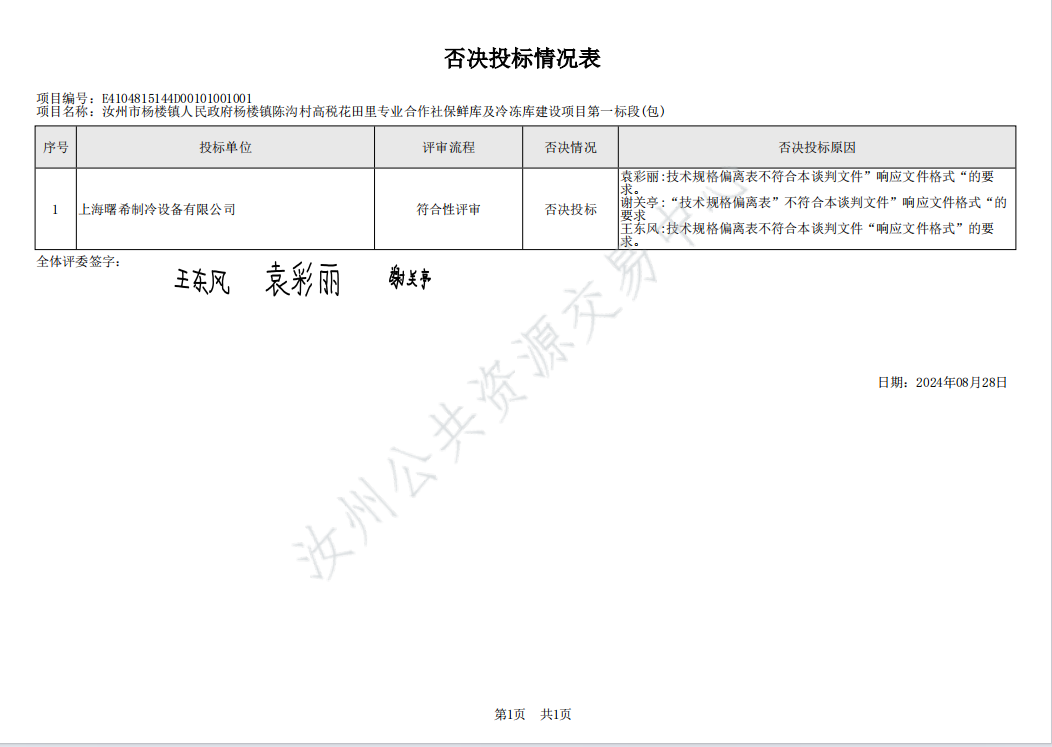 否决投标情况表
项目编号：E4104815144D00101001001
项目名称：汝州市杨楼镇人民政府杨楼镇陈沟村高税花田里专业合作社保鲜库及冷冻库建设项目第一标段(包)
序号 投标单位 评审流程 否决情况 否决投标原因
1 上海曙希制冷设备有限公司 符合性评审 否决投标
袁彩丽:技术规格偏离表不符合本谈判文件”响应文件格式“的要
求。
谢关亭:“技术规格偏离表”不符合本谈判文件”响应文件格式“的
要求
王东风:技术规格偏离表不符合本谈判文件“响应文件格式”的要
求。
全体评委签字：
王东风 袁彩丽 谢关亭
日期：2024年08月28日
汝州公共资源交易中心
第1页 共1页